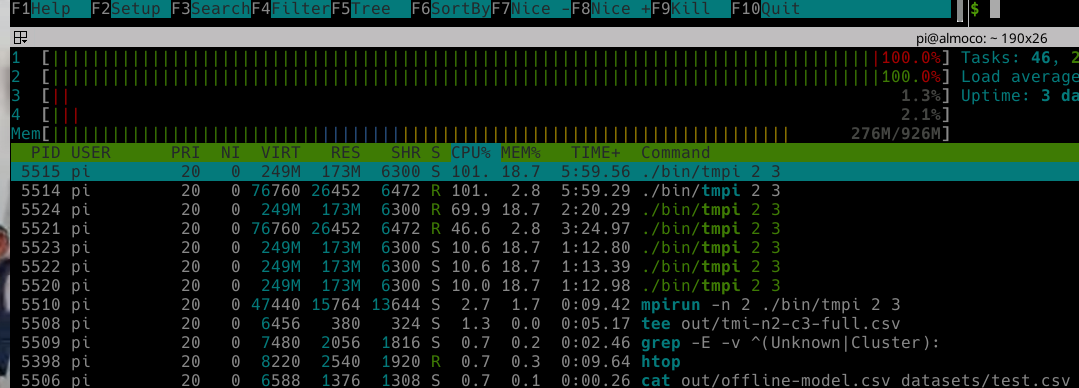 F1Help F2Setup F3SearchF4FilterF5Tree F6SortByF7Nice -F8Nice +F9Kill F10Quit $
pi@almoco: ~ 190x26
1 [||||||||||||||||||||||||||||||||||||||||||||||||||||||||||||||||||||||100.0%] Tasks: 46, 2
2 [||||||||||||||||||||||||||||||||||||||||||||||||||||||||||||||||||||||100.0%] Load average
3 [|| 1.3%] Uptime: 3 da
4 [||| 2.1%]
Mem[|||||||||||||||||||||||||||||||||||||||||||||||||||||||||||||| 276M/926M]
PID USER PRI NI VIRT RES SHR S CPU% MEM% TIME+ Command
5515 pi 20 0 249M 173M 6300 S 101. 18.7 5:59.56 ./bin/tmpi 2 3
5514 pi 20 0 76760 26452 6472 R 101. 2.8 5:59.29 ./bin/tmpi 2 3
5524 pi 20 0 249M 173M 6300 R 69.9 18.7 2:20.29 ./bin/tmpi 2 3
5521 pi 20 0 76760 26452 6472 R 46.6 2.8 3:24.97 ./bin/tmpi 2 3
5523 pi 20 0 249M 173M 6300 S 10.6 18.7 1:12.80 ./bin/tmpi 2 3
5522 pi 20 0 249M 173M 6300 S 10.6 18.7 1:13.39 ./bin/tmpi 2 3
5520 pi 20 0 249M 173M 6300 S 10.0 18.7 1:12.98 ./bin/tmpi 2 3
5510 pi 20 0 47440 15764 13644 S 2.7 1.7 0:09.42 mpirun -n 2 ./bin/tmpi 2 3
5508 pi 20 0 6456 380 324 S 1.3 0.0 0:05.17 tee out/tmi-n2-c3-full.csv
5509 pi 20 0 7480 2056 1816 S 0.7 0.2 0:02.46 grep -E -v ^(Unknown|Cluster):
5398 pi 20 0 8220 2540 1920 R 0.7 0.3 0:09.64 htop
5506 pi 20 0 6588 1376 1308 S 0.7 0.1 0:00.26 cat out/offline-model.csv datasets/test.csv